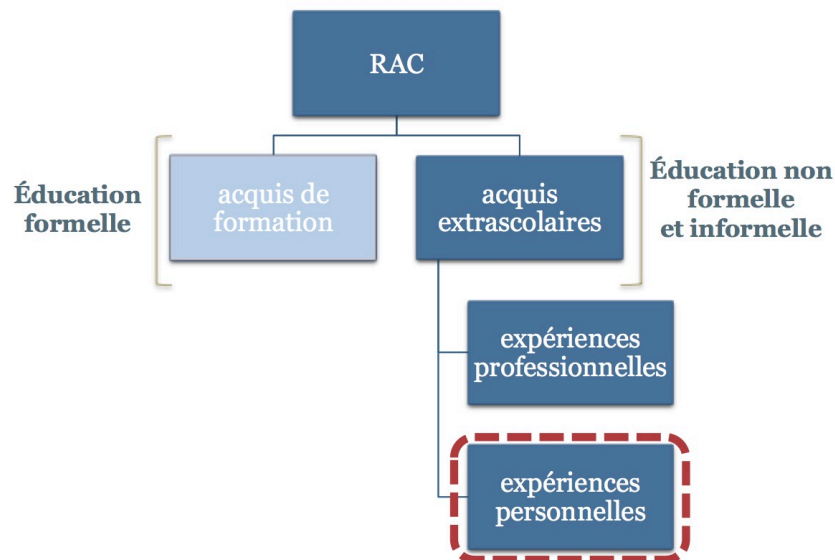 RAC
Éducation
formelle
acquis de
formation
acquis
extrascolaires
Éducation non
formelle
et informelle
expériences
professionnelles
expériences
personnelles